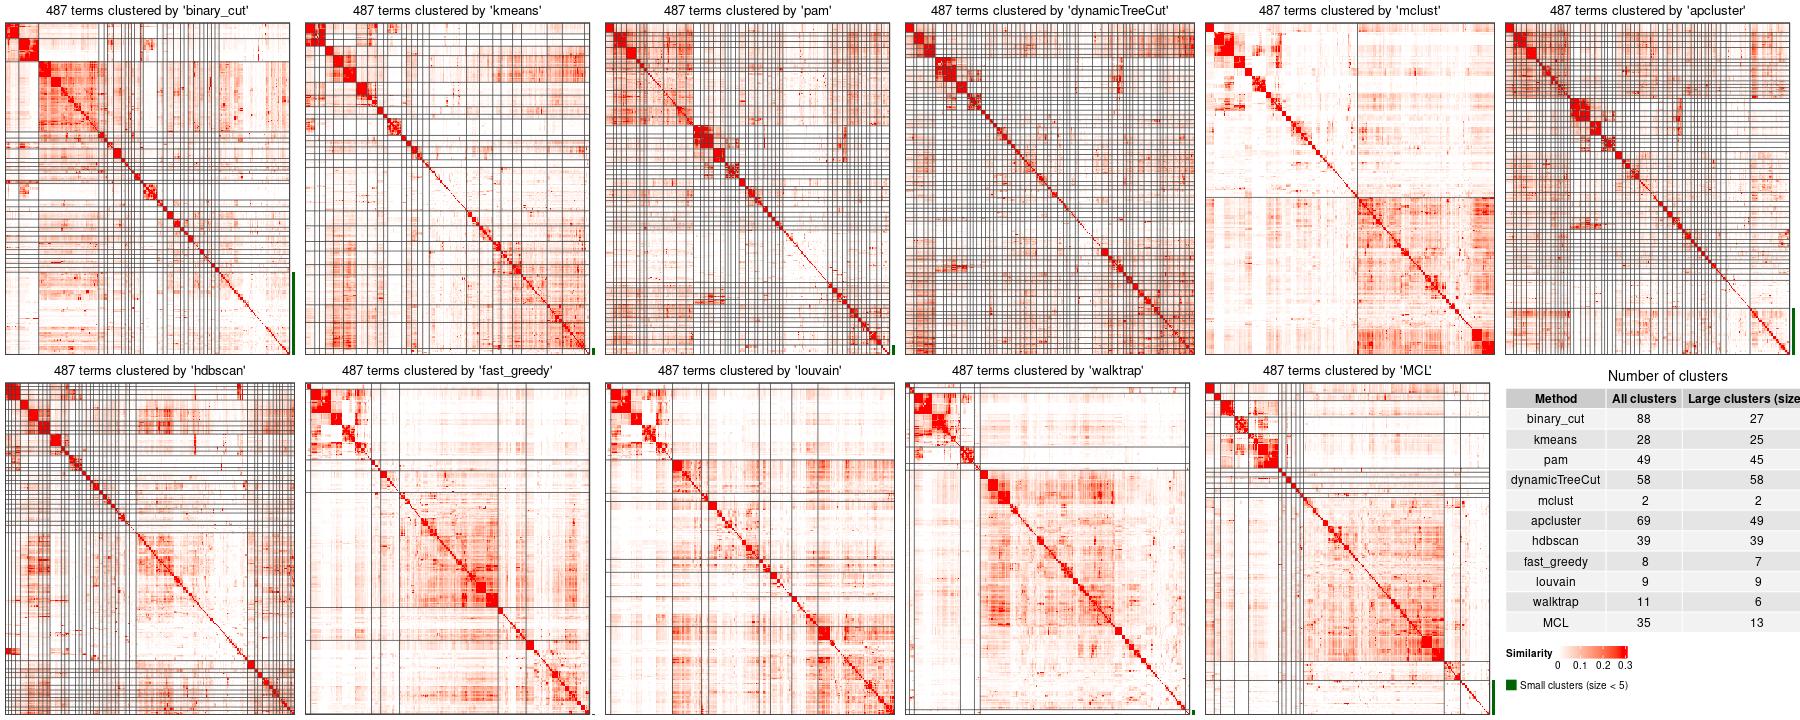 487 terms clustered by 'binary_cut'
487 terms clustered by 'kmeans'
487 terms clustered by 'pam'
487 terms clustered by 'dynamicTreeCut'
487 terms clustered by 'mclust'
487 terms clustered by 'apcluster'
487 terms clustered by 'hdbscan'
487 terms clustered by 'fast_greedy'
487 terms clustered by 'louvain'
487 terms clustered by 'walktrap'
487 terms clustered by 'MCL'
Number of clusters
Method All clusters Large clusters (size
binary_cut 88 27
kmeans 28 25
pam 49 45
dynamicTreeCut 58 58
mclust 2 2
apcluster 69 49
hdbscan 39 39
fast_greedy 8 7
louvain 9 9
walktrap 11 6
MCL 35 13
Similarity
0 0.1 0.2 0.3
Small clusters (size < 5)